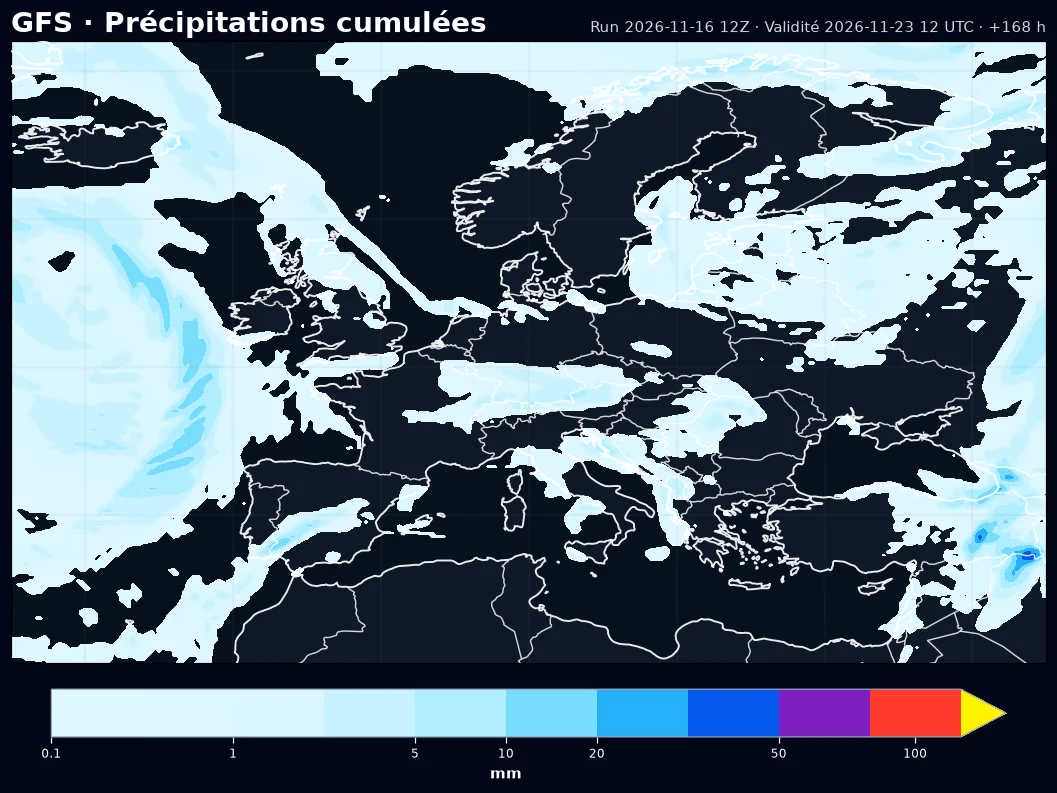 GFS · Précipitations cumulées
Run 2026-11-16 12Z · Validité 2026-11-23 12 UTC · +168 h
0.1 1 5 10 20 50 100
mm